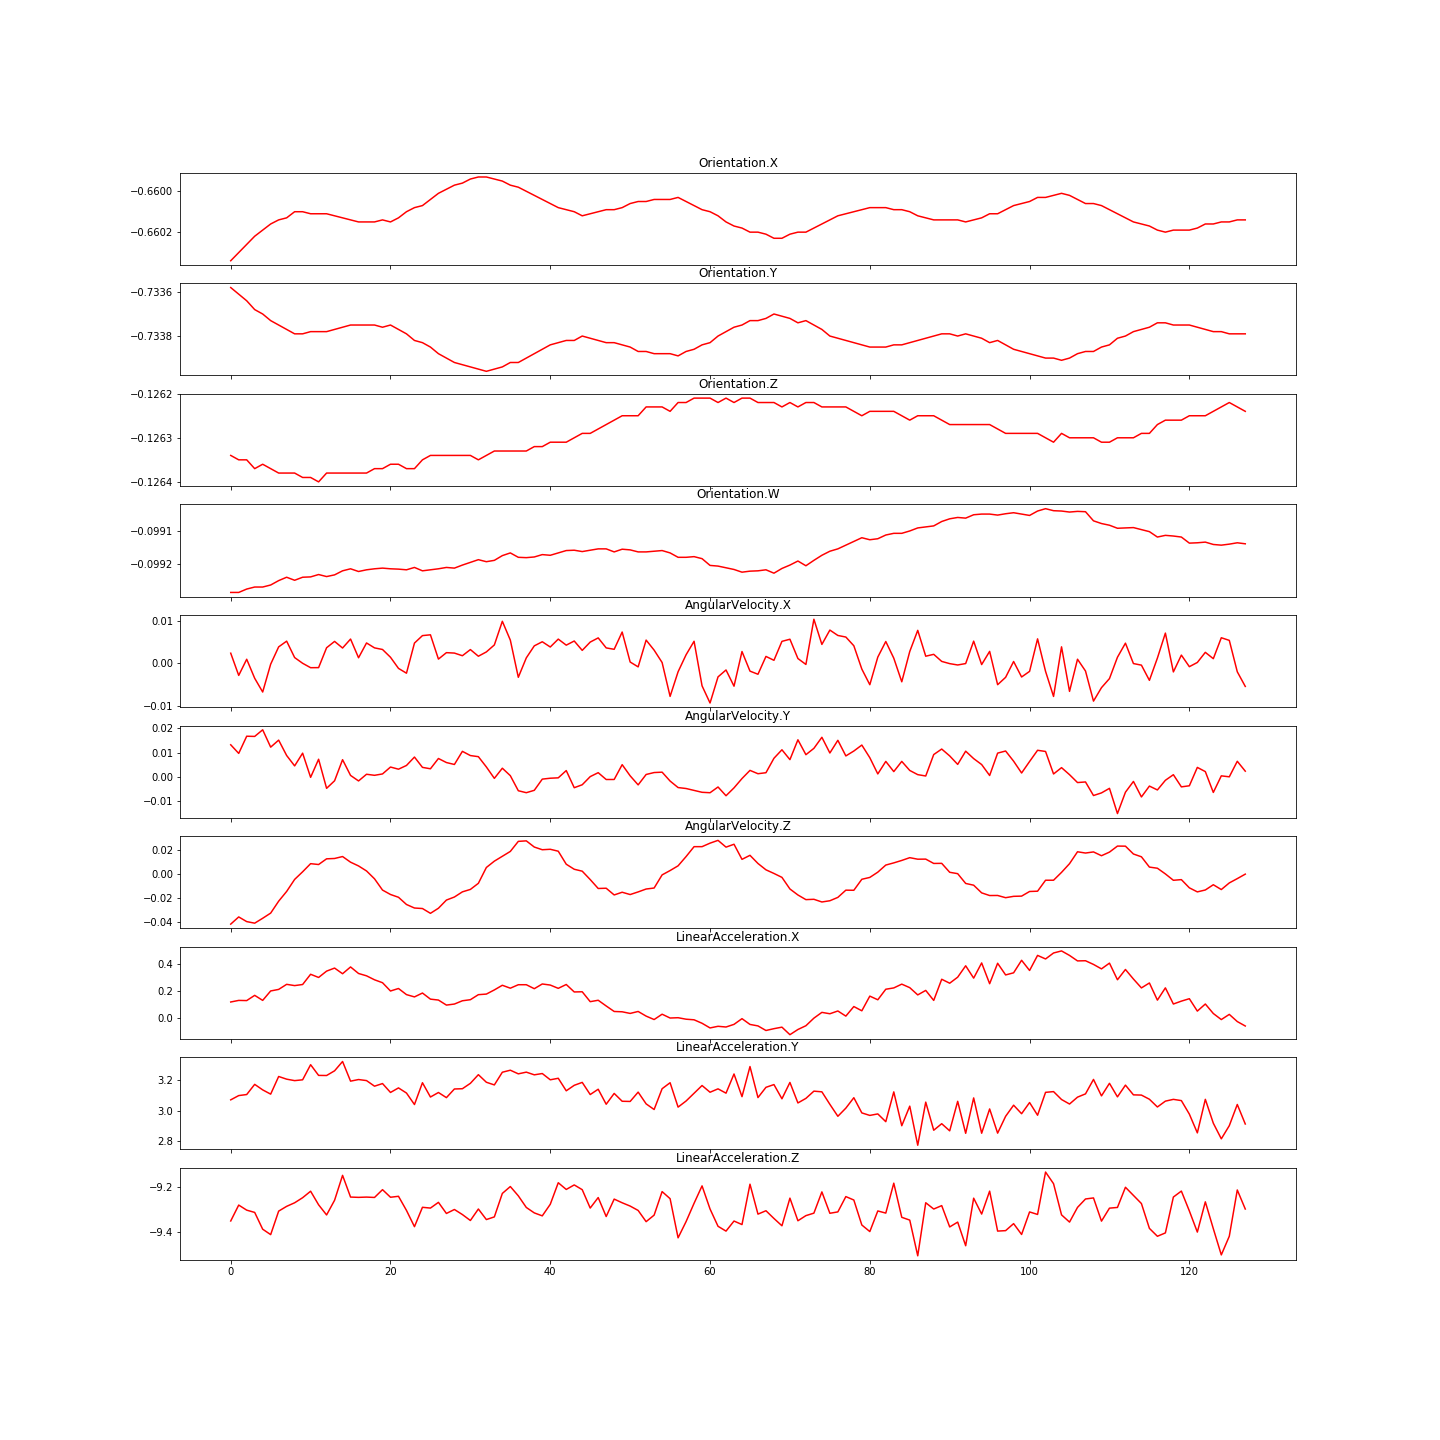 Orientation.X
−0.6600
−0.6602
Orientation.Y
−0.7336
−0.7338
Orientation.Z
−0.1262
−0.1263
−0.1264
Orientation.W
−0.0991
−0.0992
AngularVelocity.X
0.01
0.00
−0.01
AngularVelocity.Y
0.02
0.01
0.00
−0.01
AngularVelocity.Z
0.02
0.00
−0.02
−0.04
LinearAcceleration.X
0.4
0.2
0.0
LinearAcceleration.Y
3.2
3.0
2.8
LinearAcceleration.Z
−9.2
−9.4
0 20 40 60 80 100 120